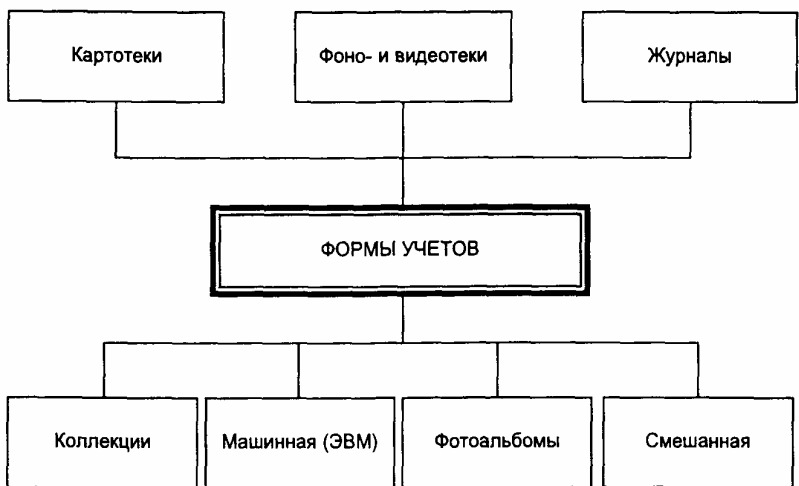 Картотеки
Фоно- и видеотеки
Журналы
ФОРМЫ УЧЕТОВ
Коллекции
Машинная (ЭВМ)
Фотоальбомы
Смешанная